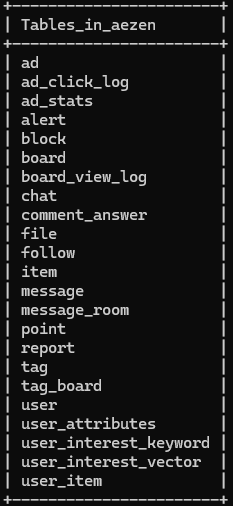 +------------------------+
| Tables_in_aezen        |
+------------------------+
| ad                     |
| ad_click_log           |
| ad_stats               |
| alert                  |
| block                  |
| board                  |
| board_view_log         |
| chat                   |
| comment_answer         |
| file                   |
| follow                 |
| item                   |
| message                |
| message_room           |
| point                  |
| report                 |
| tag                    |
| tag_board              |
| user                   |
| user_attributes        |
| user_interest_keyword  |
| user_interest_vector   |
| user_item              |
+------------------------+